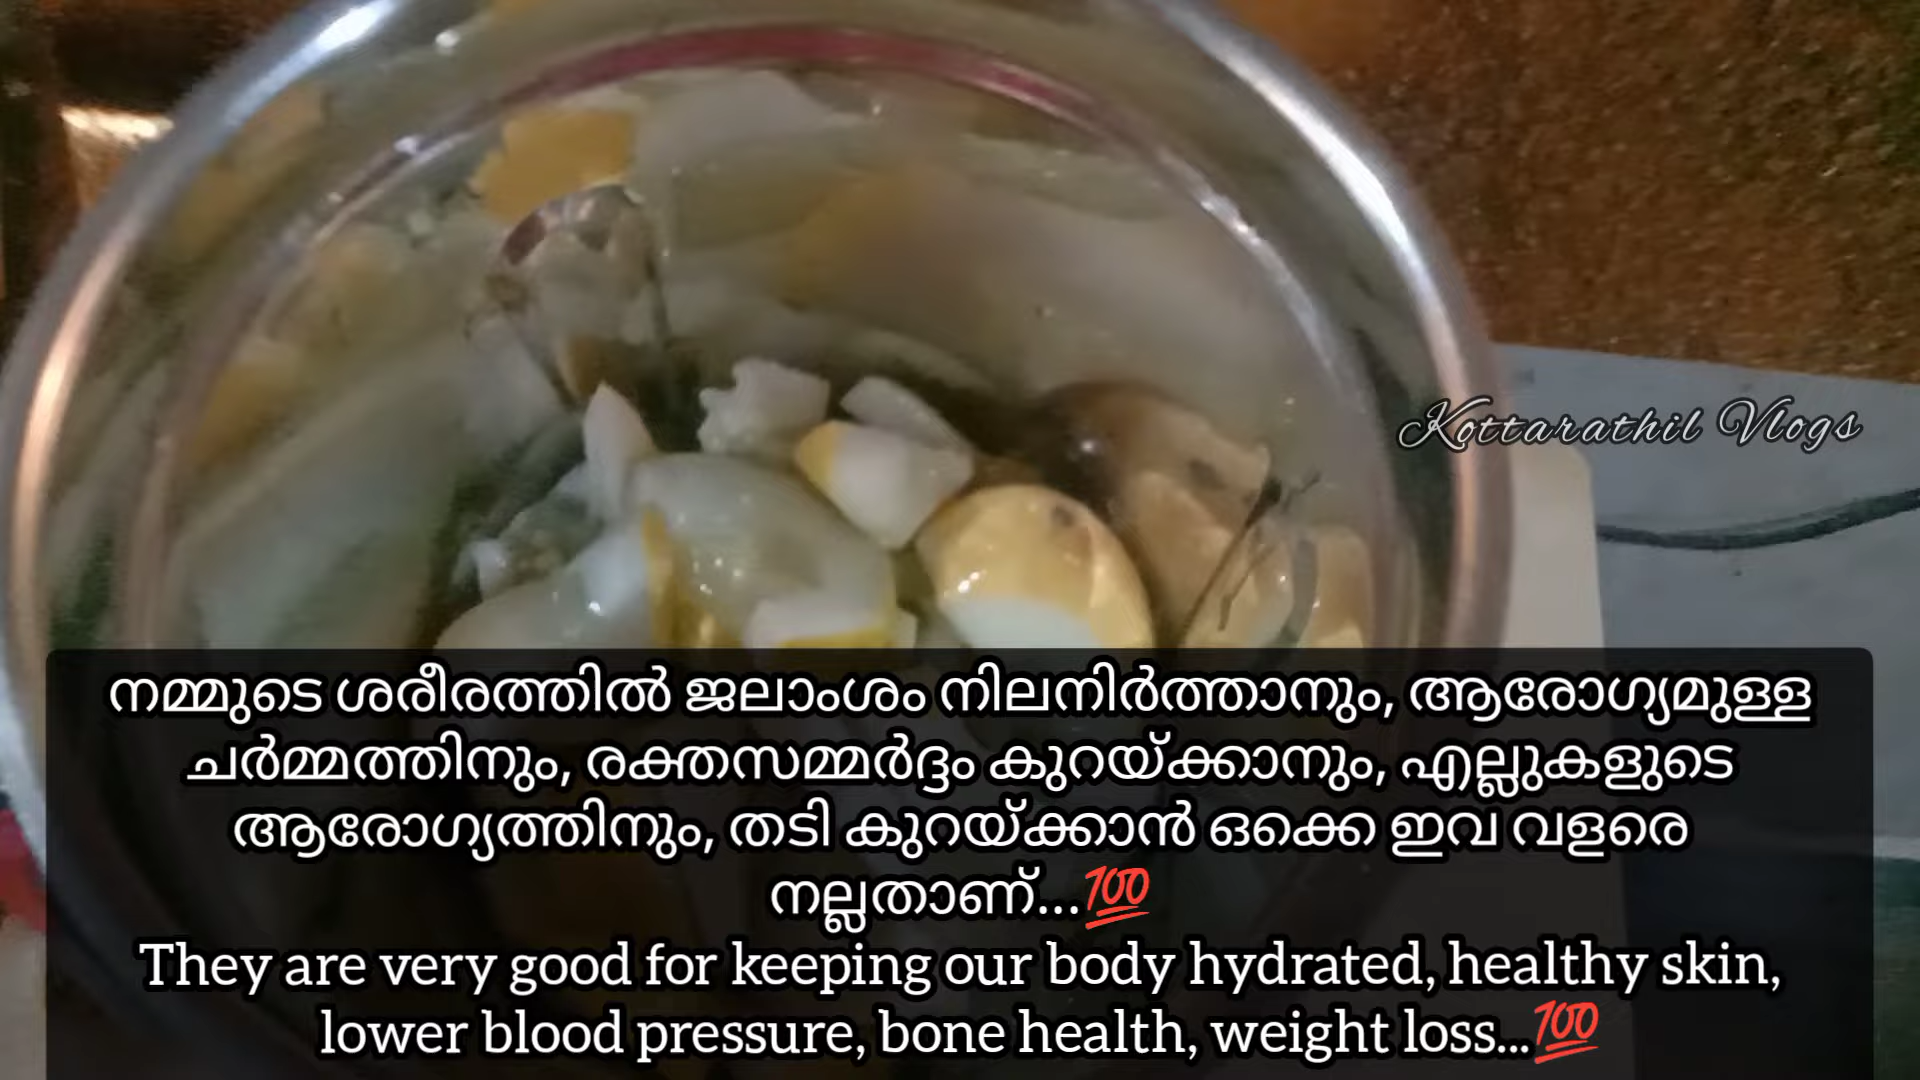 Kottarathil Vlogs
നമ്മുടെ ശരീരത്തിൽ ജലാംശം നിലനിർത്താനും, ആരോഗ്യമുള്ള
ചർമ്മത്തിനും, രക്തസമ്മർദ്ദം കുറയ്ക്കാനും, എല്ലുകളുടെ
ആരോഗ്യത്തിനും, തടി കുറയ്ക്കാൻ ഒക്കെ ഇവ വളരെ
നല്ലതാണ്...💯
They are very good for keeping our body hydrated, healthy skin,
lower blood pressure, bone health, weight loss...💯